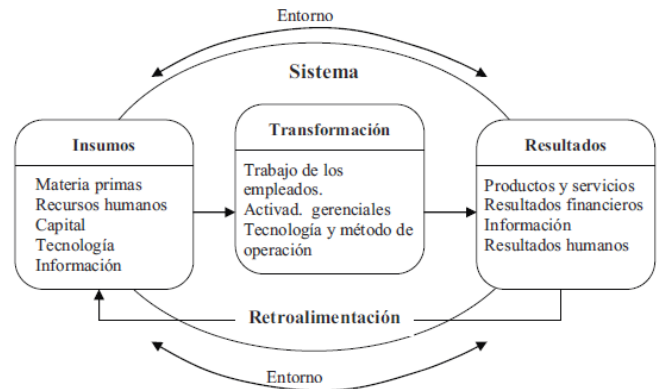 Entorno
Sistema
Insumos
Materia primas
Recursos humanos
Capital
Tecnología
Información
Transformación
Trabajo de los
empleados.
Activad. gerenciales
Tecnología y método de
operación
Resultados
Productos y servicios
Resultados financieros
Información
Resultados humanos
Retroalimentación
Entorno